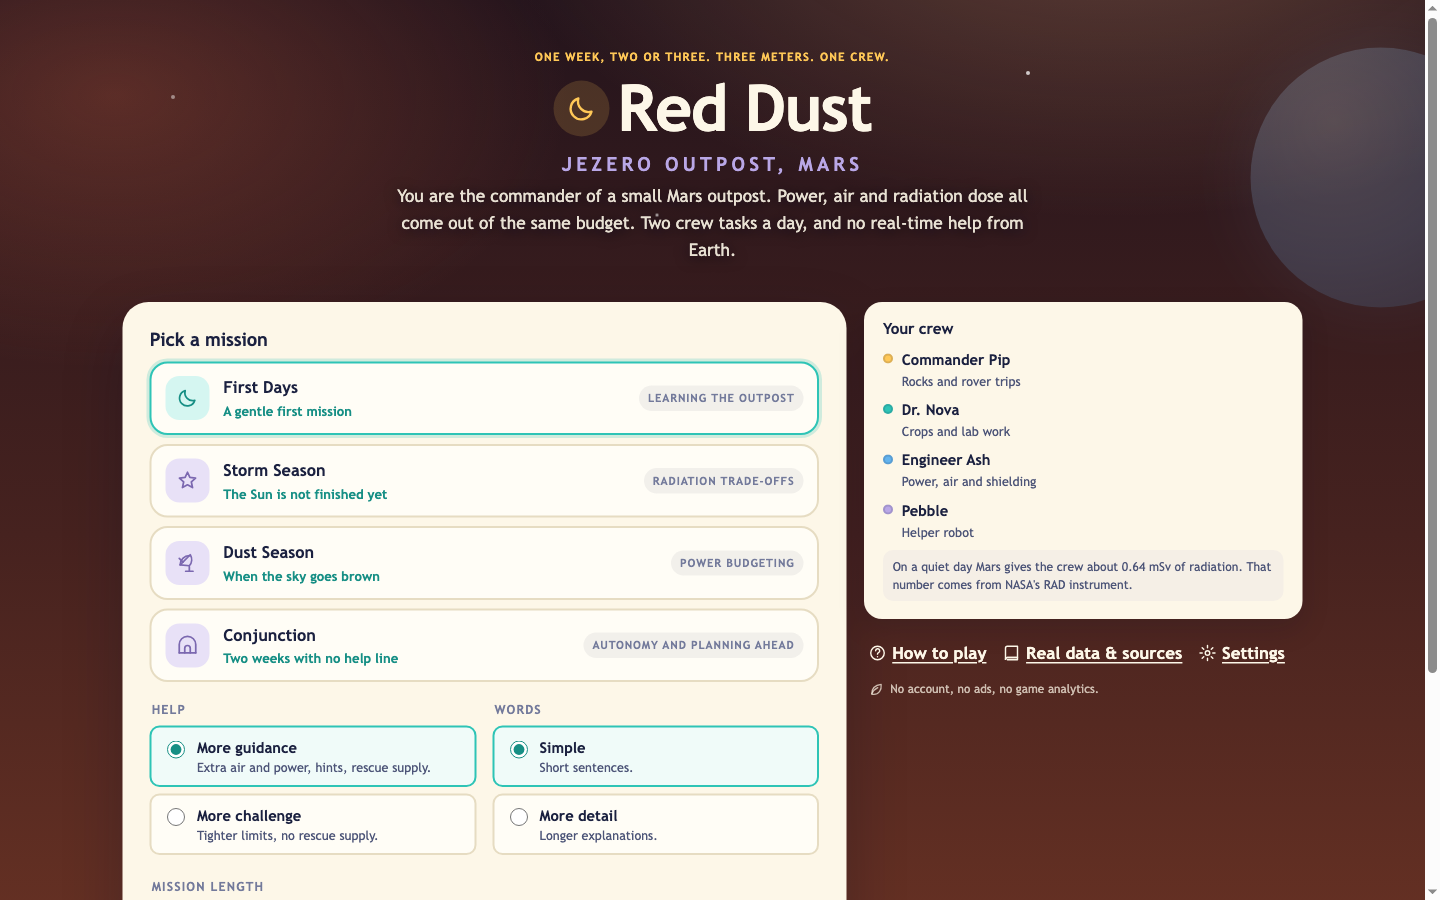 ONE WEEK, TWO OR THREE. THREE METERS. ONE CREW.
Red Dust
JEZERO OUTPOST, MARS
You are the commander of a small Mars outpost. Power, air and radiation dose all
come out of the same budget. Two crew tasks a day, and no real-time help from
Earth.
Pick a mission
First Days
A gentle first mission
LEARNING THE OUTPOST
Storm Season
The Sun is not finished yet
RADIATION TRADE-OFFS
Dust Season
When the sky goes brown
POWER BUDGETING
Conjunction
Two weeks with no help line
AUTONOMY AND PLANNING AHEAD
HELP
More guidance
Extra air and power, hints, rescue supply.
More challenge
Tighter limits, no rescue supply.
WORDS
Simple
Short sentences.
More detail
Longer explanations.
MISSION LENGTH
Your crew
Commander Pip
Rocks and rover trips
Dr. Nova
Crops and lab work
Engineer Ash
Power, air and shielding
Pebble
Helper robot
On a quiet day Mars gives the crew about 0.64 mSv of radiation. That
number comes from NASA's RAD instrument.
How to play
Real data & sources
Settings
No account, no ads, no game analytics.